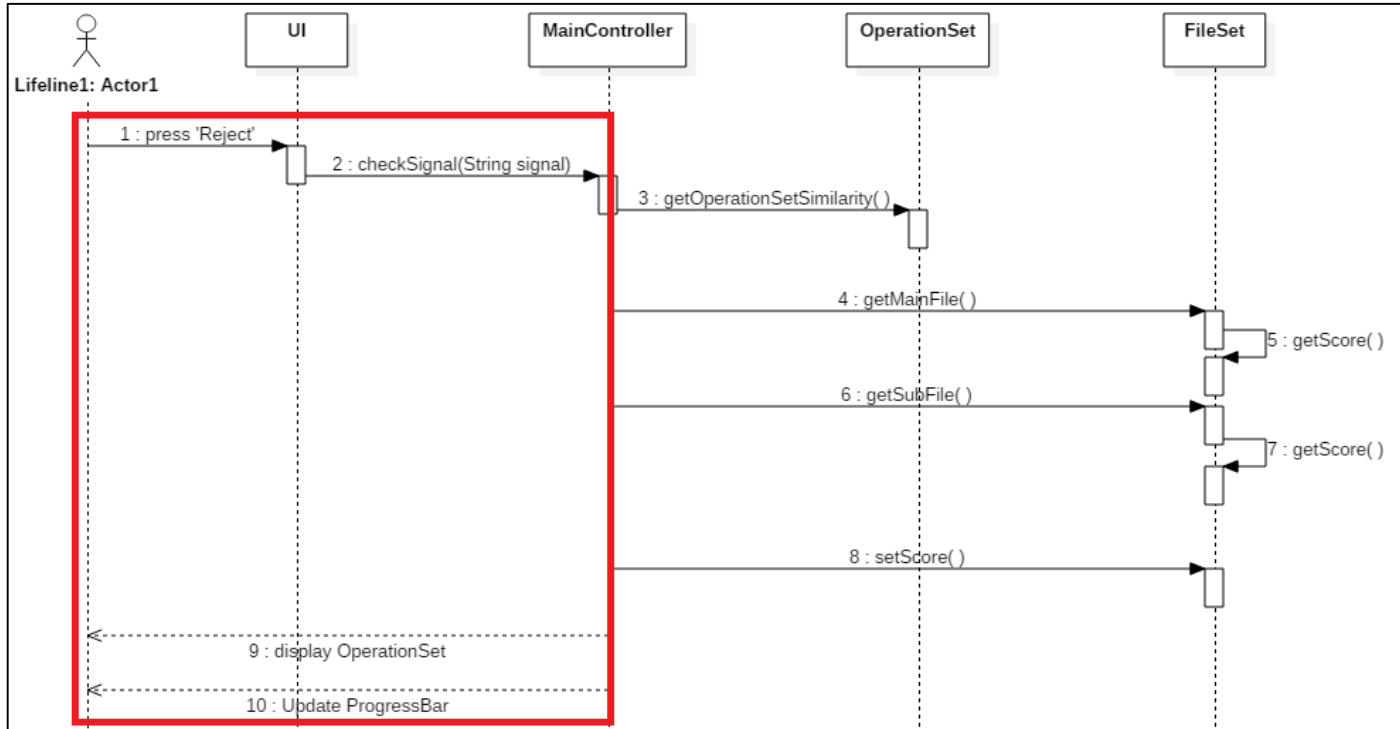 UI
MainController
OperationSet
FileSet
Lifeline1: Actor1
1 : press 'Reject'
2 : checkSignal(String signal)
3 : getOperationSetSimilarity( )
4 : getMainFile( )
5 : getScore( )
6 : getSubFile( )
7 : getScore( )
8 : setScore( )
9 : display OperationSet
10 : Update ProgressBar